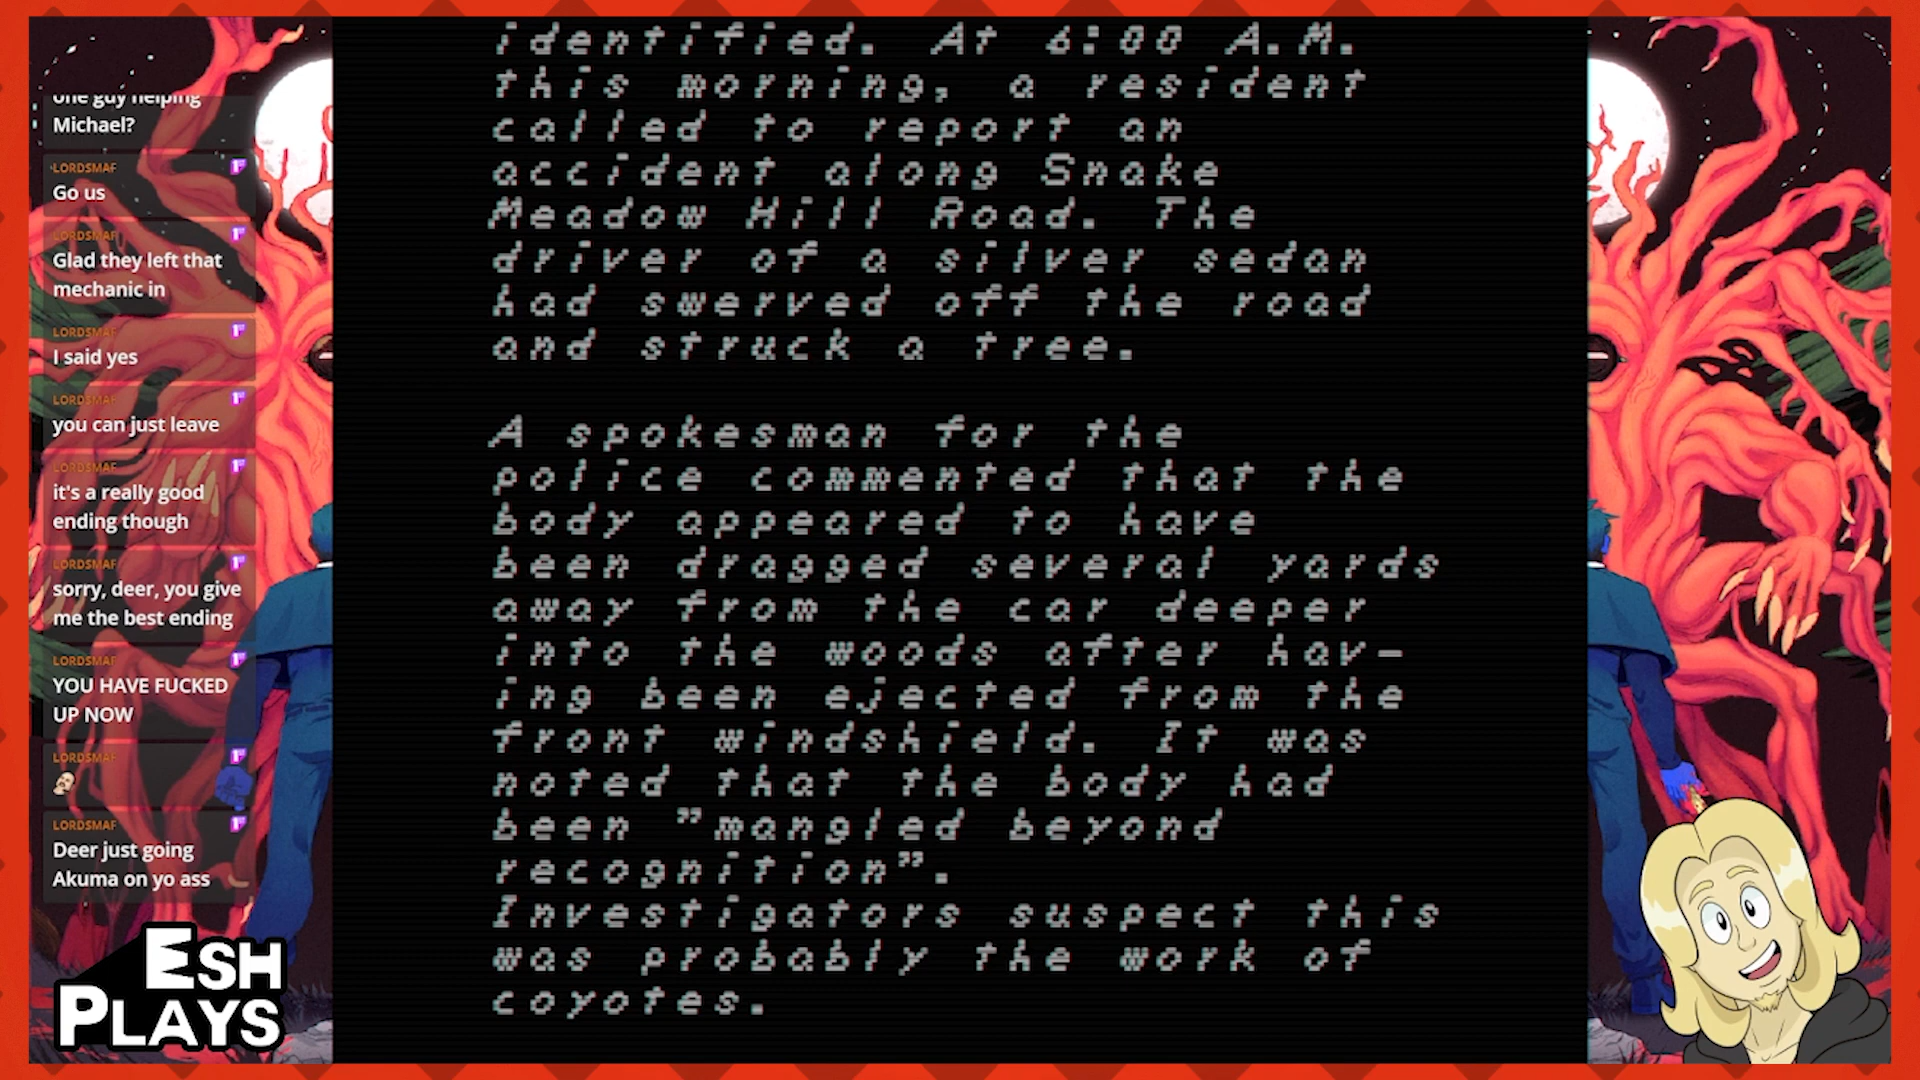 one guy helping
Michael?
LORDSMAF
Go us
LORDSMAF
Glad they left that
mechanic in
LORDSMAF
I said yes
LORDSMAF
you can just leave
LORDSMAF
it's a really good
ending though
LORDSMAF
sorry, deer, you give
me the best ending
LORDSMAF
YOU HAVE FUCKED
UP NOW
LORDSMAF
LORDSMAF
Deer just going
Akuma on yo ass
ESH
PLAYS
identified. At 6:00 A.M.
this morning, a resident
called to report an
accident along Snake
Meadow Hill Road. The
driver of a silver sedan
had swerved off the road
and struck a tree.
A spokesman for the
police commented that the
body appeared to have
been dragged several yards
away from the car deeper
into the woods after hav-
ing been ejected from the
front windshield. It was
noted that the body had
been "mangled beyond
recognition".
Investigators suspect this
was probably the work of
coyotes.